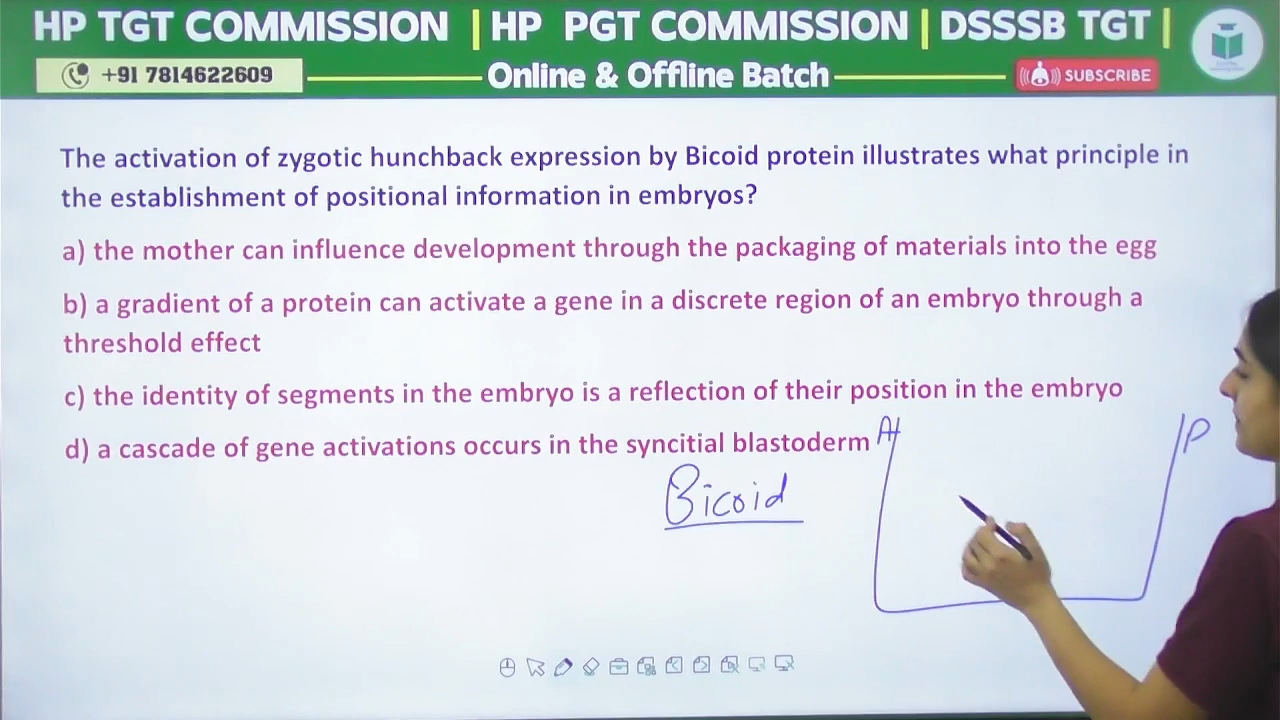 HP TGT COMMISSION | HP PGT COMMISSION | DSSSB TGT |
+91 7814622609
Online & Offline Batch
SUBSCRIBE
The activation of zygotic hunchback expression by Bicoid protein illustrates what principle in
the establishment of positional information in embryos?
a) the mother can influence development through the packaging of materials into the egg
b) a gradient of a protein can activate a gene in a discrete region of an embryo through a
threshold effect
c) the identity of segments in the embryo is a reflection of their position in the embryo
d) a cascade of gene activations occurs in the syncitial blastoderm
A
P
Bicoid